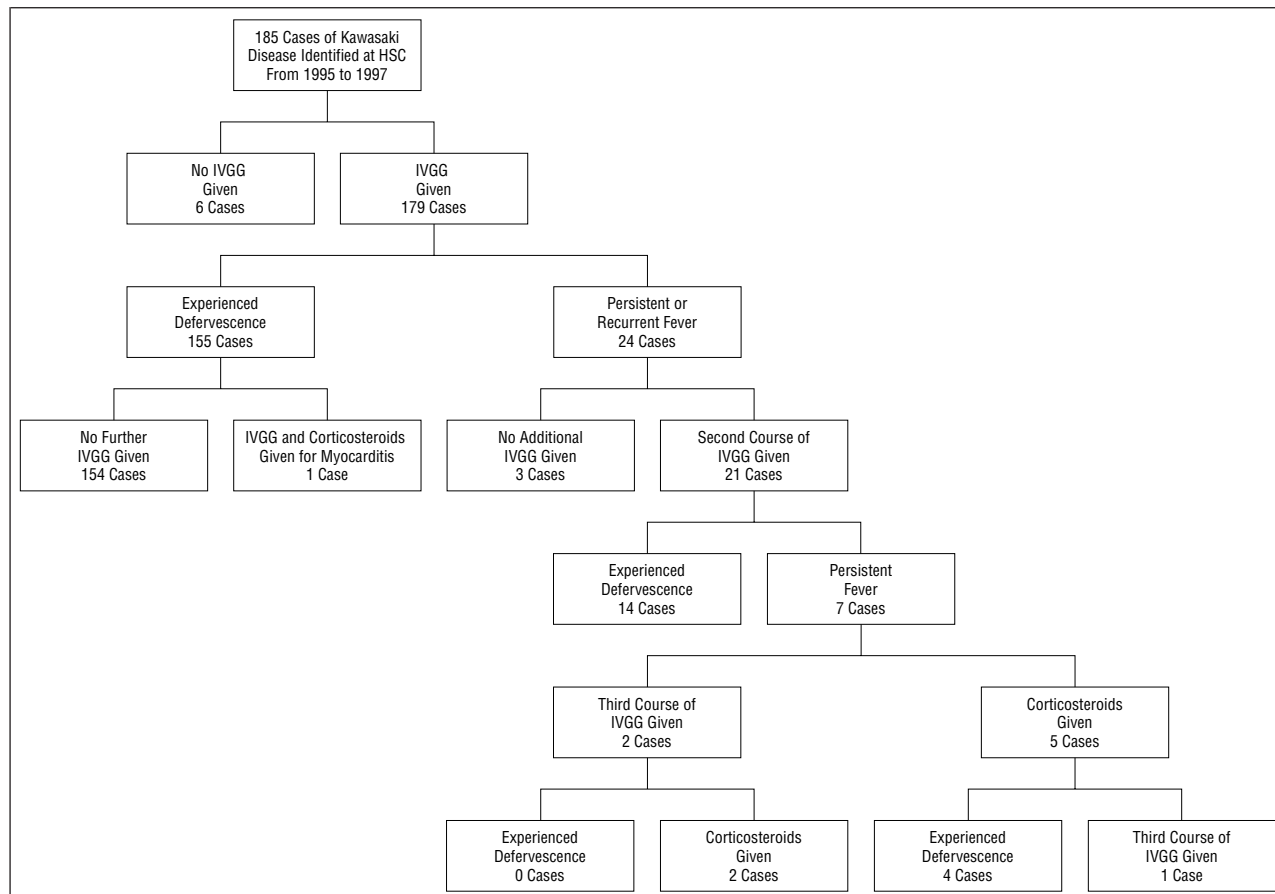 185 Cases of Kawasaki
Disease Identified at HSC
From 1995 to 1997
No IVGG
Given
6 Cases
IVGG
Given
179 Cases
Experienced
Defervescence
155 Cases
Persistent or
Recurrent Fever
24 Cases
No Further
IVGG Given
154 Cases
IVGG and Corticosteroids
Given for Myocarditis
1 Case
No Additional
IVGG Given
3 Cases
Second Course of
IVGG Given
21 Cases
Experienced
Defervescence
14 Cases
Persistent
Fever
7 Cases
Third Course of
IVGG Given
2 Cases
Corticosteroids
Given
5 Cases
Experienced
Defervescence
0 Cases
Corticosteroids
Given
2 Cases
Experienced
Defervescence
4 Cases
Third Course of
IVGG Given
1 Case